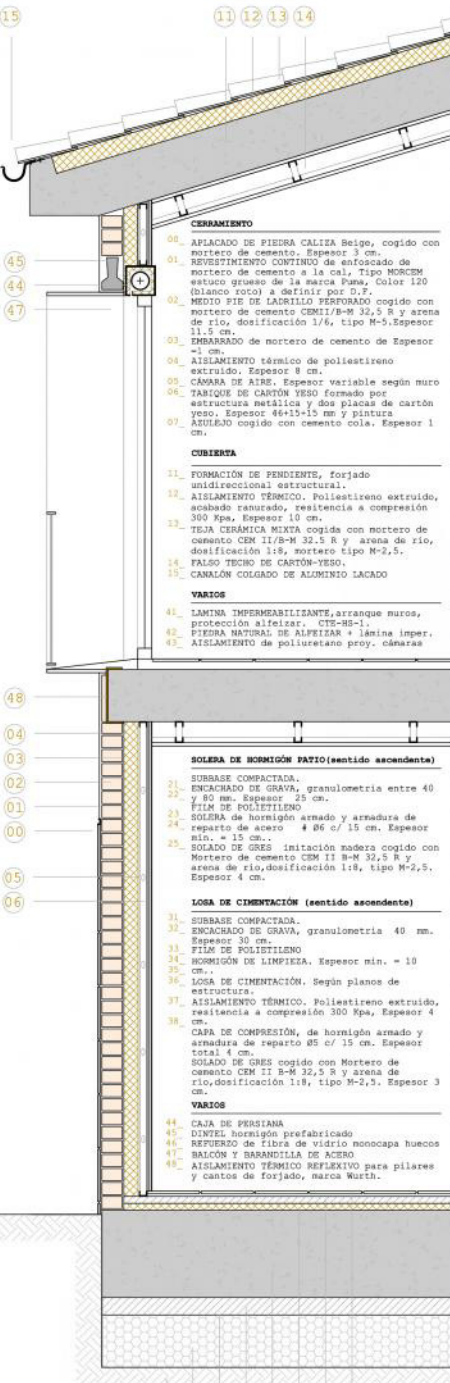 15 11 12 13 14
CERRAMIENTO
00_ APLACADO DE PIEDRA CALIZA Beige, cogido con
mortero de cemento. Espesor 3 cm.
01_ REVESTIMIENTO CONTINUO de enfoscado de
mortero de cemento a la cal, Tipo MORCEM
estuco grueso de la marca Puma, Color 120
(blanco roto) a definir por D.F.
02_ MEDIO PIE DE LADRILLO PERFORADO cogido con
mortero de cemento CEMII/B-M 32,5 R y arena
de río, dosificación 1/6, tipo M-5.Espesor
11.5 cm.
03_ EMBARRADO de mortero de cemento de Espesor
=1 cm.
04_ AISLAMIENTO térmico de poliestireno
extruido. Espesor 8 cm.
05_ CÁMARA DE AIRE. Espesor variable según muro
06_ TABIQUE DE CARTÓN YESO formado por
estructura metálica y dos placas de cartón
yeso. Espesor 46+15+15 mm y pintura
07_ AZULEJO cogido con cemento cola. Espesor 1
cm.
CUBIERTA
11_ FORMACIÓN DE PENDIENTE, forjado
unidireccional estructural.
12_ AISLAMIENTO TÉRMICO. Poliestireno extruido,
acabado ranurado, resitencia a compresión
300 Kpa, Espesor 10 cm.
13_ TEJA CERÁMICA MIXTA cogida con mortero de
cemento CEM II/B-M 32.5 R y arena de río,
dosificación 1:8, mortero tipo M-2,5.
14_ FALSO TECHO DE CARTÓN-YESO.
15_ CANALÓN COLGADO DE ALUMINIO LACADO
VARIOS
41_ LAMINA IMPERMEABILIZANTE,arranque muros,
protección alfeizar. CTE-HS-1.
42_ PIEDRA NATURAL DE ALFEIZAR + lámina imper.
43_ AISLAMIENTO de poliuretano proy. cámaras
45
44
47
48
04
03
02
01
00
05
06
SOLERA DE HORMIGÓN PATIO(sentido ascendente)
SUBBASE COMPACTADA.
21_ ENCACHADO DE GRAVA, granulometría entre 40
22_ y 80 mm. Espesor 25 cm.
FILM DE POLIETILENO
23_ SOLERA de hormigón armado y armadura de
24_ reparto de acero # Ø6 c/ 15 cm. Espesor
min. = 15 cm..
25_ SOLADO DE GRES imitación madera cogido con
Mortero de cemento CEM II B-M 32,5 R y
arena de río,dosificación 1:8, tipo M-2,5.
Espesor 4 cm.
LOSA DE CIMENTACIÓN (sentido ascendente)
31_ SUBBASE COMPACTADA.
32_ ENCACHADO DE GRAVA, granulometría 40 mm.
Espesor 30 cm.
33_ FILM DE POLIETILENO
34_ HORMIGÓN DE LIMPIEZA. Espesor min. = 10
35_ cm..
36_ LOSA DE CIMENTACIÓN. Según planos de
estructura.
37_ AISLAMIENTO TÉRMICO. Poliestireno extruido,
resitencia a compresión 300 Kpa, Espesor 4
38_ cm.
CAPA DE COMPRESIÓN, de hormigón armado y
armadura de reparto Ø5 c/ 15 cm. Espesor
total 4 cm.
SOLADO DE GRES cogido con Mortero de
cemento CEM II B-M 32,5 R y arena de
río,dosificación 1:8, tipo M-2,5. Espesor 3
cm.
VARIOS
44_ CAJA DE PERSIANA
45_ DINTEL hormigón prefabricado
46_ REFUERZO de fibra de vidrio monocapa huecos
47_ BALCÓN Y BARANDILLA DE ACERO
48_ AISLAMIENTO TÉRMICO REFLEXIVO para pilares
y cantos de forjado, marca Wurth.